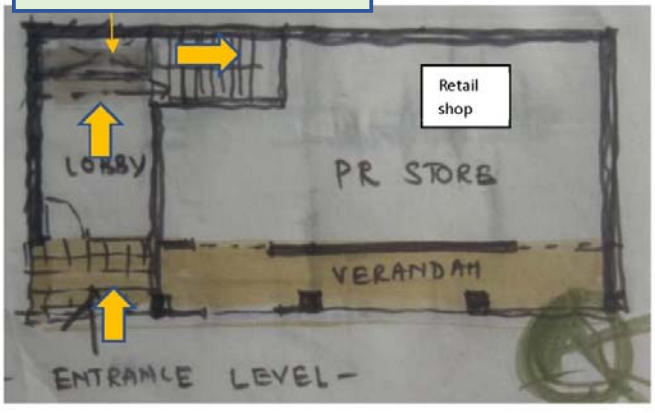 Retail
shop
LOBBY
PR STORE
VERANDAH
- ENTRANCE LEVEL -